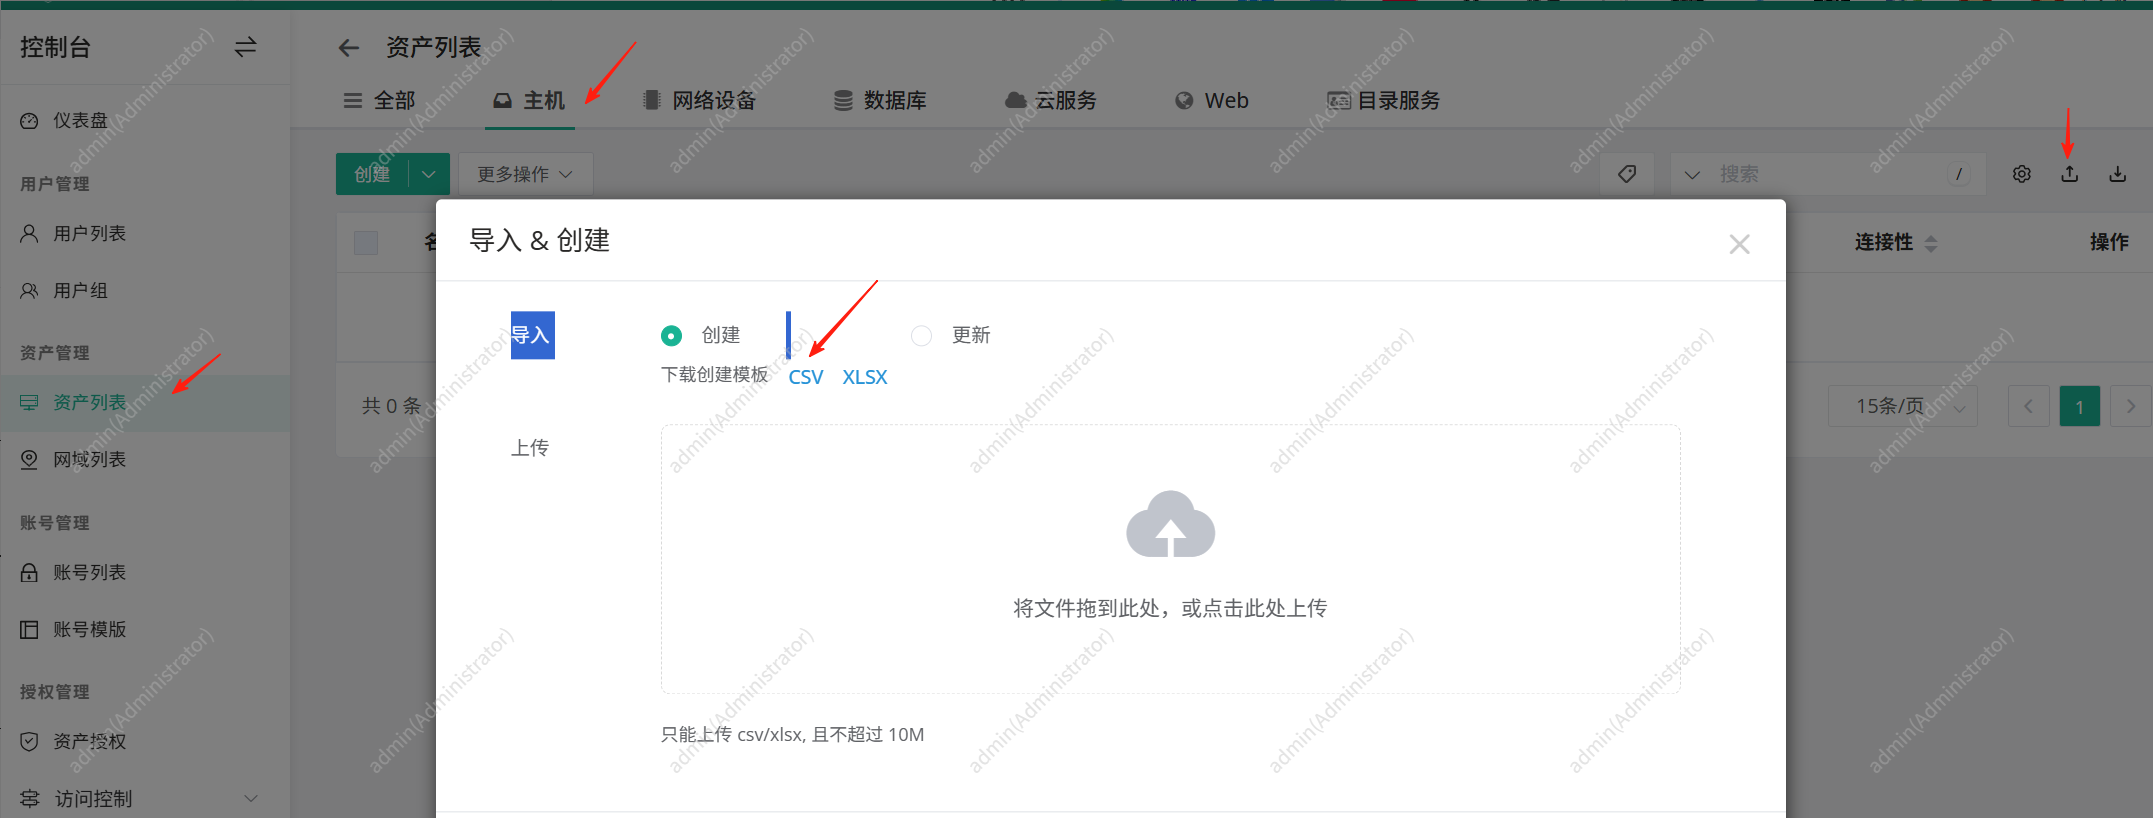 控制台
资产列表
全部
主机
网络设备
数据库
云服务
Web
目录服务
仪表盘
用户管理
用户列表
用户组
资产管理
资产列表
网域列表
账号管理
账号列表
账号模版
授权管理
资产授权
访问控制
创建
更多操作
搜索
/
连接性
操作
共 0 条
15条/页
1
导入 & 创建
导入
创建
更新
下载创建模板 CSV XLSX
上传
将文件拖到此处，或点击此处上传
只能上传 csv/xlsx, 且不超过 10M
admin(Administrator)